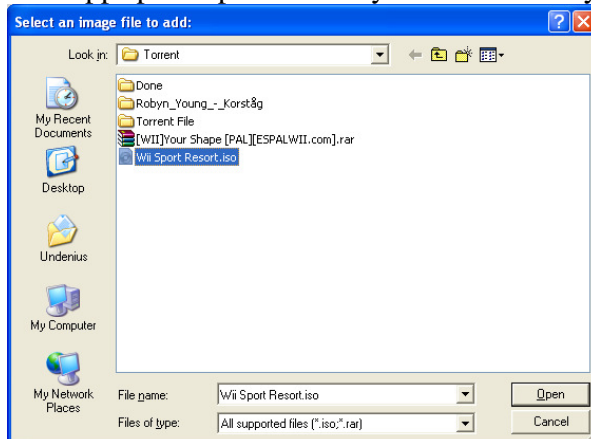 Select an image file to add:
Look in: Torrent
Done
Robyn_Young_-_Korståg
Torrent File
[WII]Your Shape [PAL][ESPALWII.com].rar
Wii Sport Resort.iso
My Recent
Documents
Desktop
Undenius
My Computer
My Network
Places
File name: Wii Sport Resort.iso Open
Files of type: All supported files (*.iso;*.rar) Cancel